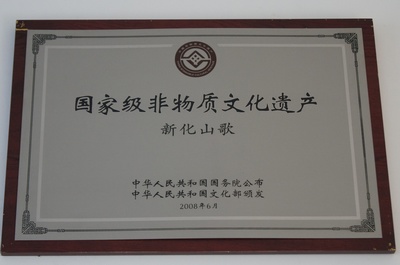 国家级非物质文化遗产
新化山歌
中华人民共和国国务院公布
中华人民共和国文化部颁发
2008年6月